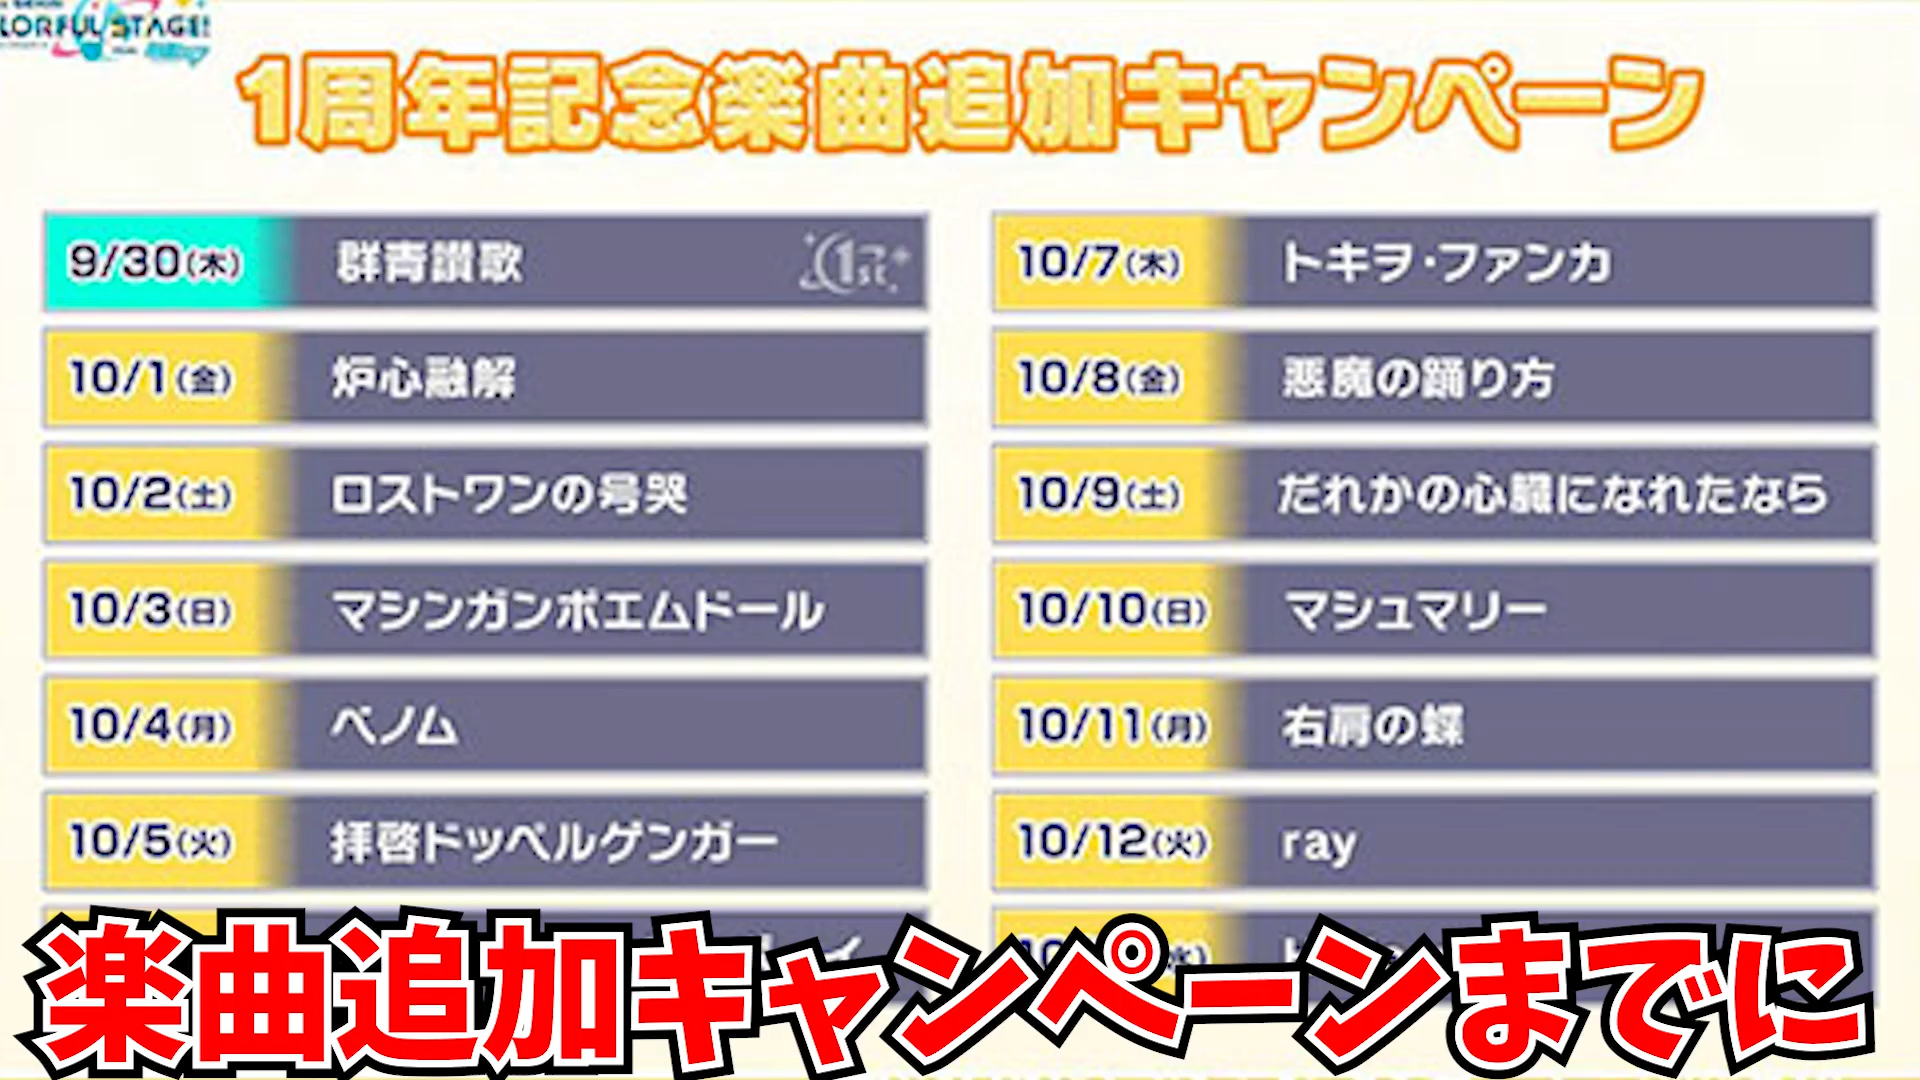 LORFUL STAGE!
1周年記念楽曲追加キャンペーン
9/30(木) 群青讃歌 1st
10/1(金) 炉心融解
10/2(土) ロストワンの号哭
10/3(日) マシンガンポエムドール
10/4(月) ベノム
10/5(火) 拝啓ドッペルゲンガー
10/7(木) トキヲ・ファンカ
10/8(金) 悪魔の踊り方
10/9(土) だれかの心臓になれたなら
10/10(日) マシュマリー
10/11(月) 右肩の蝶
10/12(火) ray
楽曲追加キャンペーンまでに